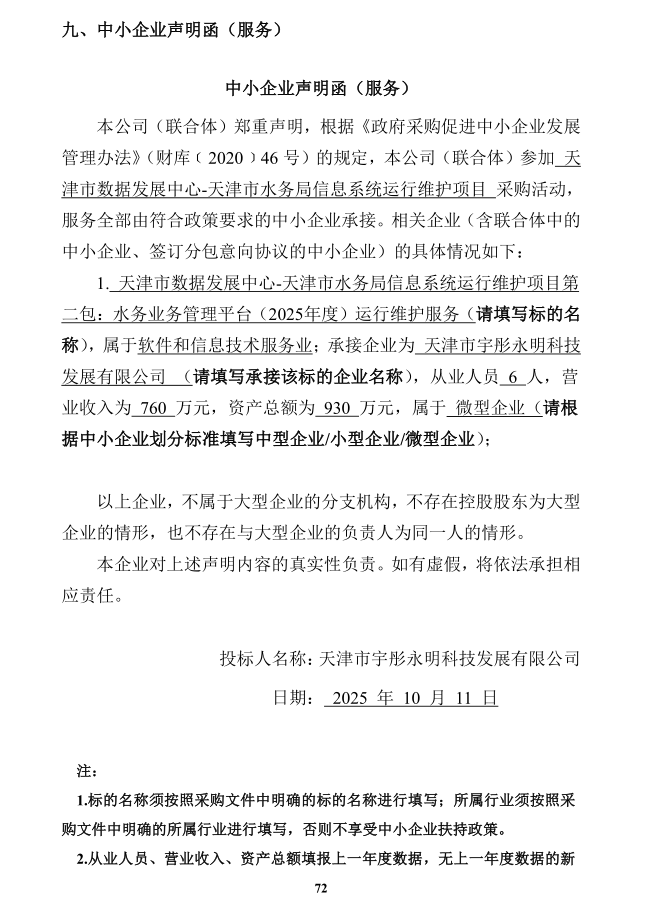 九、中小企业声明函（服务）
中小企业声明函（服务）
本公司（联合体）郑重声明，根据《政府采购促进中小企业发展
管理办法》（财库﹝2020﹞46 号）的规定，本公司（联合体）参加 天
津市数据发展中心-天津市水务局信息系统运行维护项目 采购活动，
服务全部由符合政策要求的中小企业承接。相关企业（含联合体中的
中小企业、签订分包意向协议的中小企业）的具体情况如下：
1. 天津市数据发展中心-天津市水务局信息系统运行维护项目第
二包：水务业务管理平台（2025年度）运行维护服务（请填写标的名
称），属于软件和信息技术服务业；承接企业为 天津市宇彤永明科技
发展有限公司 （请填写承接该标的企业名称），从业人员 6 人，营
业收入为 760 万元，资产总额为 930 万元，属于 微型企业（请根
据中小企业划分标准填写中型企业/小型企业/微型企业）；
以上企业，不属于大型企业的分支机构，不存在控股股东为大型
企业的情形，也不存在与大型企业的负责人为同一人的情形。
本企业对上述声明内容的真实性负责。如有虚假，将依法承担相
应责任。
投标人名称：天津市宇彤永明科技发展有限公司
日期： 2025 年 10 月 11 日
注：
1.标的名称须按照采购文件中明确的标的名称进行填写；所属行业须按照采
购文件中明确的所属行业进行填写，否则不享受中小企业扶持政策。
2.从业人员、营业收入、资产总额填报上一年度数据，无上一年度数据的新
72